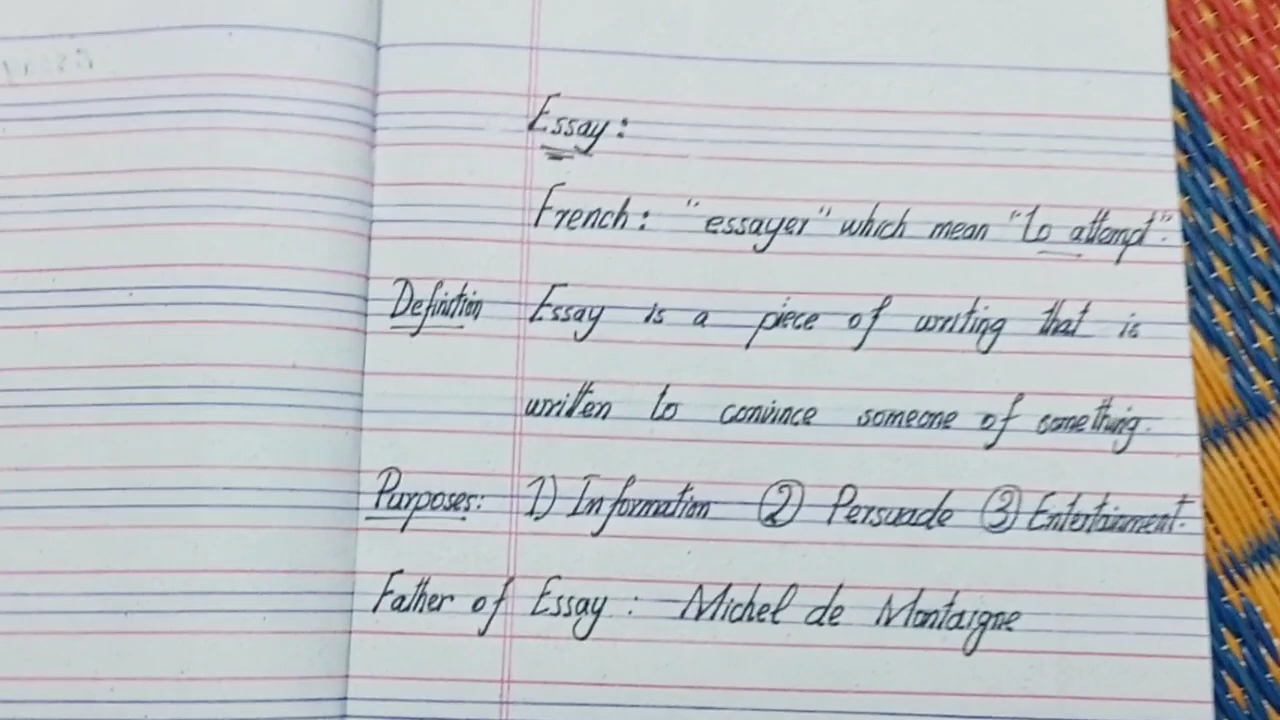 Essay:
French: "essayer" which mean "to attempt".
Definition Essay is a piece of writing that is
written to convince someone of something.
Purposes: 1) Information ② Persuade ③ Entertainment.
Father of Essay : Michel de Montaigne